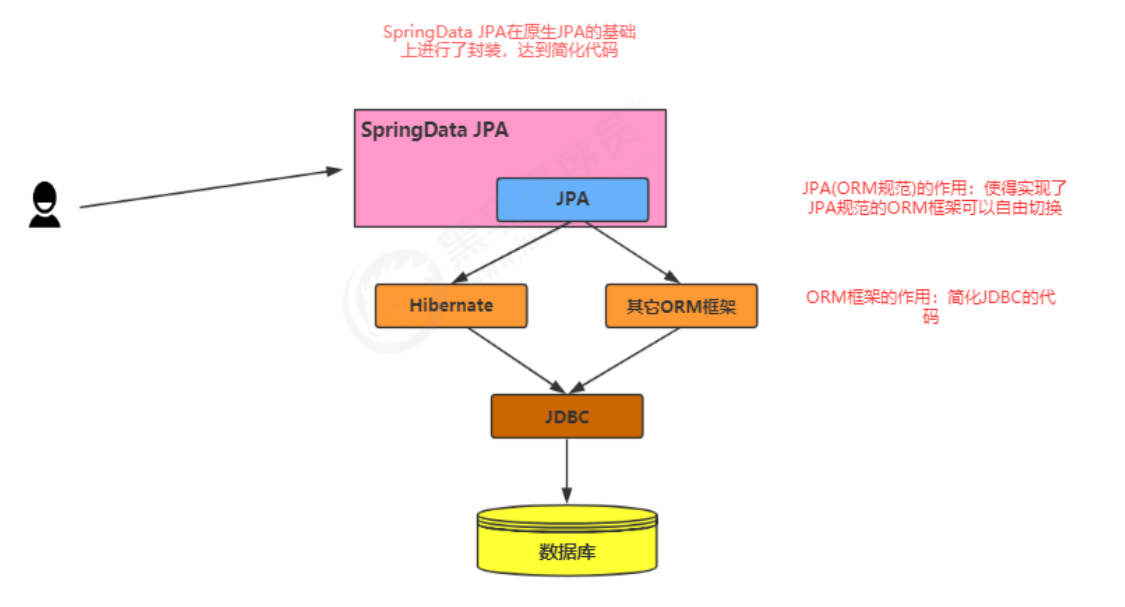 SpringData JPA在原生JPA的基础
上进行了封装，达到简化代码
SpringData JPA
JPA
JPA(ORM规范)的作用：使得实现了
JPA规范的ORM框架可以自由切换
Hibernate
其它ORM框架
ORM框架的作用：简化JDBC的代
码
JDBC
数据库